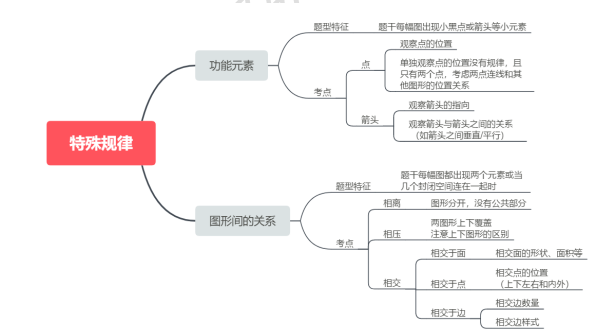 特殊规律
功能元素
题型特征
题干每幅图出现小黑点或箭头等小元素
考点
点
观察点的位置
单独观察点的位置没有规律，且
只有两个点，考虑两点连线和其
他图形的位置关系
箭头
观察箭头的指向
观察箭头与箭头之间的关系
（如箭头之间垂直/平行）
图形间的关系
题型特征
题干每幅图都出现两个元素或当
几个封闭空间连在一起时
考点
相离
图形分开，没有公共部分
相压
两图形上下覆盖
注意上下图形的区别
相交
相交于面
相交面的形状、面积等
相交于点
相交点的位置
（上下左右和内外）
相交于边
相交边数量
相交边样式